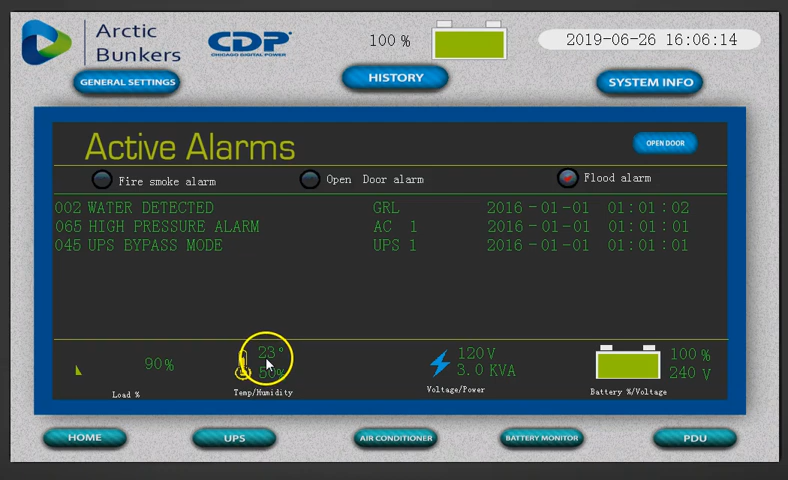 Arctic
Bunkers
CDP
CHICAGO DIGITAL POWER
100 %
2019-06-26 16:06:14
GENERAL SETTINGS
HISTORY
SYSTEM INFO
Active Alarms
OPEN DOOR
Fire smoke alarm
Open Door alarm
Flood alarm
002 WATER DETECTED GRL 2016-01-01 01:01:02
065 HIGH PRESSURE ALARM AC 1 2016-01-01 01:01:01
045 UPS BYPASS MODE UPS 1 2016-01-01 01:01:01
90%
Load %
23°
50%
Temp/Humidity
120V
3.0 KVA
Voltage/Power
100 %
240 V
Battery %/Voltage
HOME
UPS
AIR CONDITIONER
BATTERY MONITOR
PDU